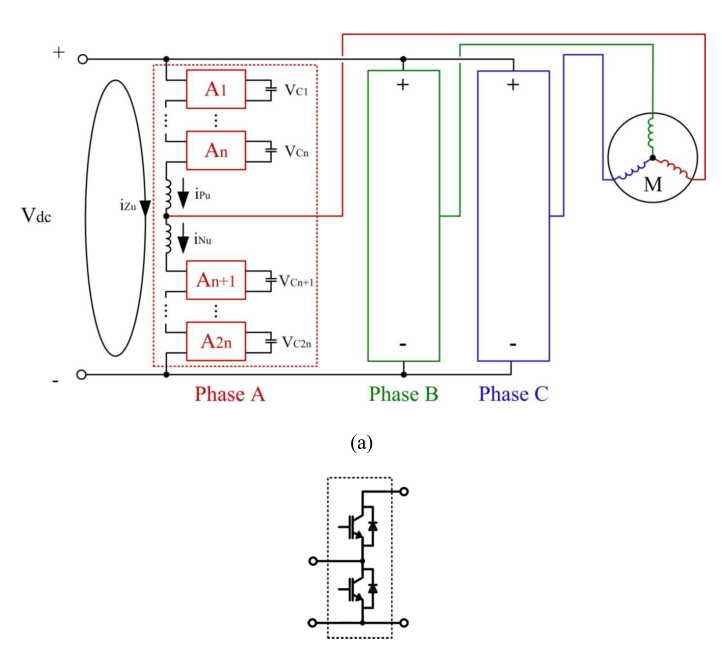 +
A1
VC1
+
+
An
VCn
M
iPu
iZu
Vdc
iNu
An+1
VCn+1
A2n
VC2n
-
-
-
Phase A
Phase B
Phase C
(a)